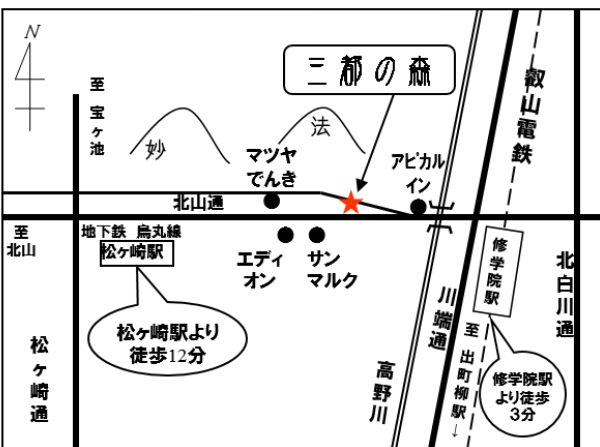 N
至
宝ヶ池
三都の森
叡山電鉄
妙
法
マツヤ
でんき
アピカル
イン
北山通
至
北山
地下鉄 烏丸線
松ヶ崎駅
エディ
オン
サン
マルク
修学院駅
北白川通
松ヶ崎駅より
徒歩12分
川端通
至 出町柳駅→
松ヶ崎通
高野川
修学院駅
より徒歩
3分